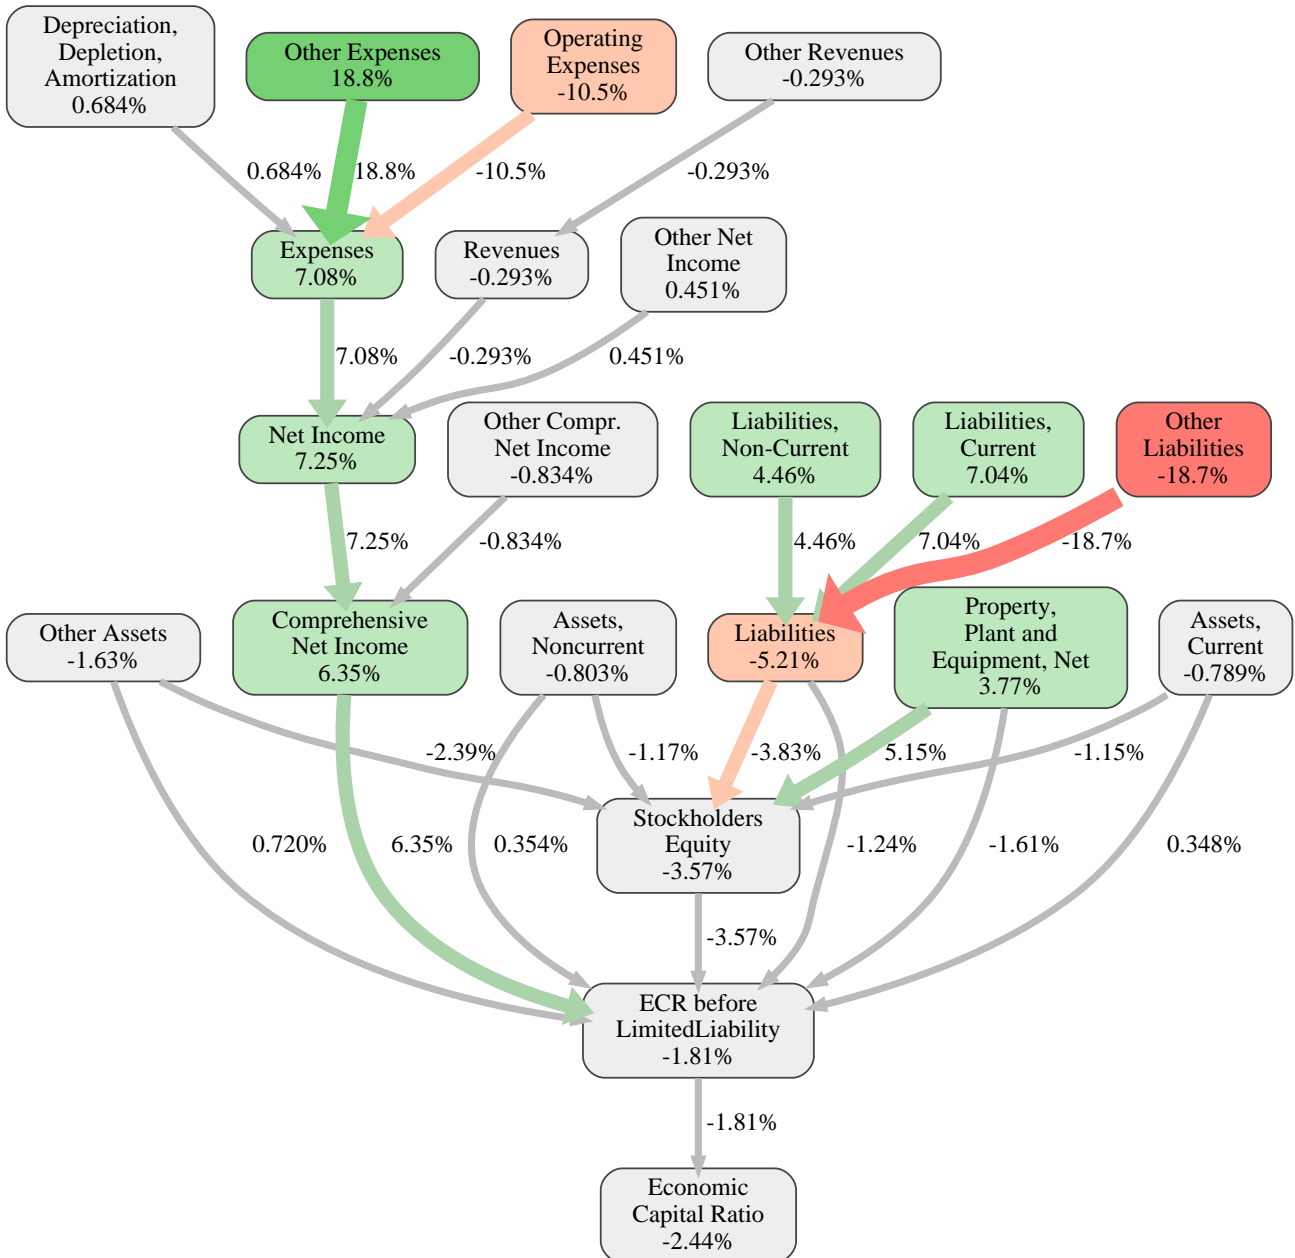 Depreciation,
Depletion,
Amortization
0.684%
Other Expenses
18.8%
Operating
Expenses
-10.5%
Other Revenues
-0.293%
0.684%
18.8%
-10.5%
-0.293%
Expenses
7.08%
Revenues
-0.293%
Other Net
Income
0.451%
7.08%
-0.293%
0.451%
Net Income
7.25%
Other Compr.
Net Income
-0.834%
Liabilities,
Non-Current
4.46%
Liabilities,
Current
7.04%
Other
Liabilities
-18.7%
7.25%
-0.834%
4.46%
7.04%
-18.7%
Other Assets
-1.63%
Comprehensive
Net Income
6.35%
Assets,
Noncurrent
-0.803%
Liabilities
-5.21%
Property,
Plant and
Equipment, Net
3.77%
Assets,
Current
-0.789%
-2.39%
-1.17%
-3.83%
5.15%
-1.15%
Stockholders
Equity
-3.57%
0.720%
6.35%
0.354%
-1.24%
-1.61%
0.348%
-3.57%
ECR before
LimitedLiability
-1.81%
-1.81%
Economic
Capital Ratio
-2.44%